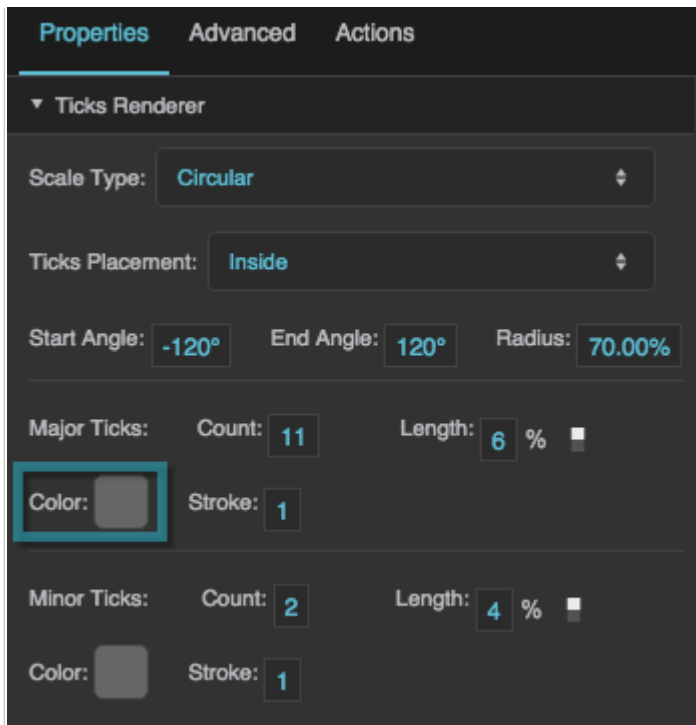 Properties Advanced Actions
Ticks Renderer
Scale Type: Circular
Ticks Placement: Inside
Start Angle: -120° End Angle: 120° Radius: 70.00%
Major Ticks: Count: 11 Length: 6 %
Color: Stroke: 1
Minor Ticks: Count: 2 Length: 4 %
Color: Stroke: 1